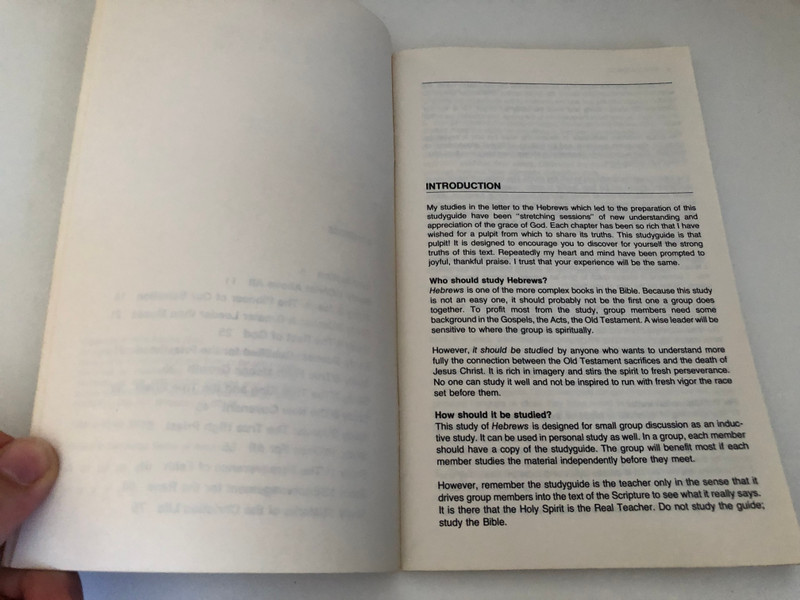 INTRODUCTION
My studies in the letter to the Hebrews which led to the preparation of this
studyguide have been "stretching sessions" of new understanding and
appreciation of the grace of God. Each chapter has been so rich that I have
wished for a pulpit from which to share its truths. This studyguide is that
pulpit! It is designed to encourage you to discover for yourself the strong
truths of this text. Repeatedly my heart and mind have been prompted to
joyful, thankful praise. I trust that your experience will be the same.
Who should study Hebrews?
Hebrews is one of the more complex books in the Bible. Because this study
is not an easy one, it should probably not be the first one a group does
together. To profit most from the study, group members need some
background in the Gospels, the Acts, the Old Testament. A wise leader will be
sensitive to where the group is spiritually.
However, it should be studied by anyone who wants to understand more
fully the connection between the Old Testament sacrifices and the death of
Jesus Christ. It is rich in imagery and stirs the spirit to fresh perseverance.
No one can study it well and not be inspired to run with fresh vigor the race
set before them.
How should it be studied?
This study of Hebrews is designed for small group discussion as an induc-
tive study. It can be used in personal study as well. In a group, each member
should have a copy of the studyguide. The group will benefit most if each
member studies the material independently before they meet.
However, remember the studyguide is the teacher only in the sense that it
drives group members into the text of the Scripture to see what it really says.
It is there that the Holy Spirit is the Real Teacher. Do not study the guide;
study the Bible.